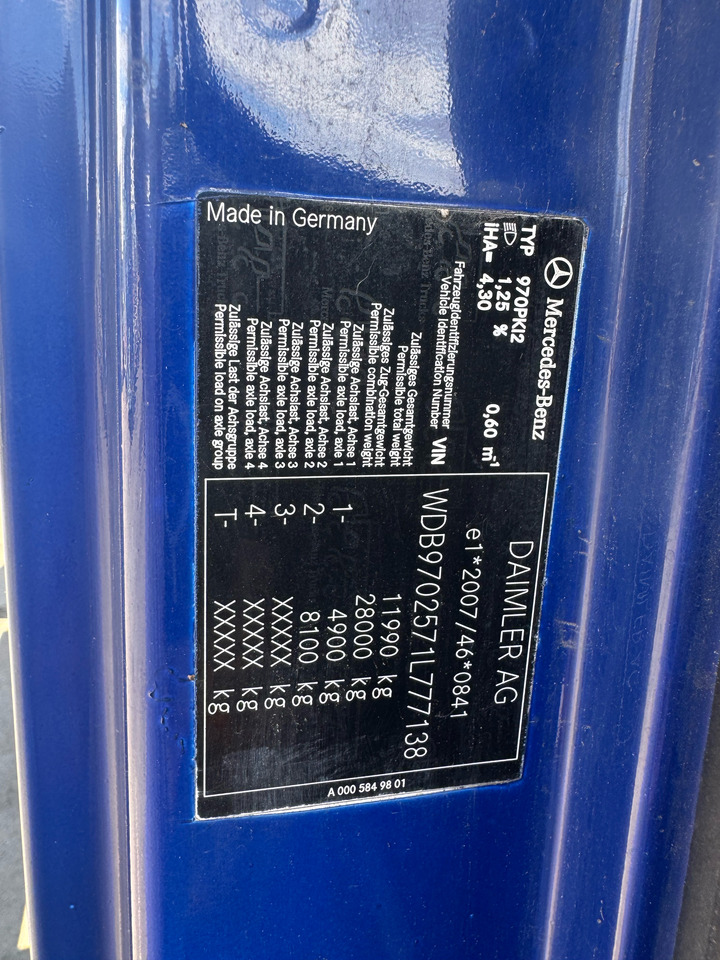 Mercedes-Benz
TYP 970PKI2
1,25 % 0,60 m⁻¹
iHA= 4,30
DAIMLER AG
e1*2007/46*0841
Fahrzeugidentifizierungsnummer
Vehicle Identification Number VIN WDB9702571L777138
Zulässiges Gesamtgewicht
Permissible total weight 11990 kg
Zulässiges Zug-Gesamtgewicht
Permissible combination weight 28000 kg
Zulässige Achslast, Achse 1
Permissible axle load, axle 1 1- 4900 kg
Zulässige Achslast, Achse 2
Permissible axle load, axle 2 2- 8100 kg
Zulässige Achslast, Achse 3
Permissible axle load, axle 3 3- XXXXX kg
Zulässige Achslast, Achse 4
Permissible axle load, axle 4 4- XXXXX kg
Zulässige Last der Achsgruppe
Permissible load on axle group T- XXXXX kg
Made in Germany
A 000 584 98 01